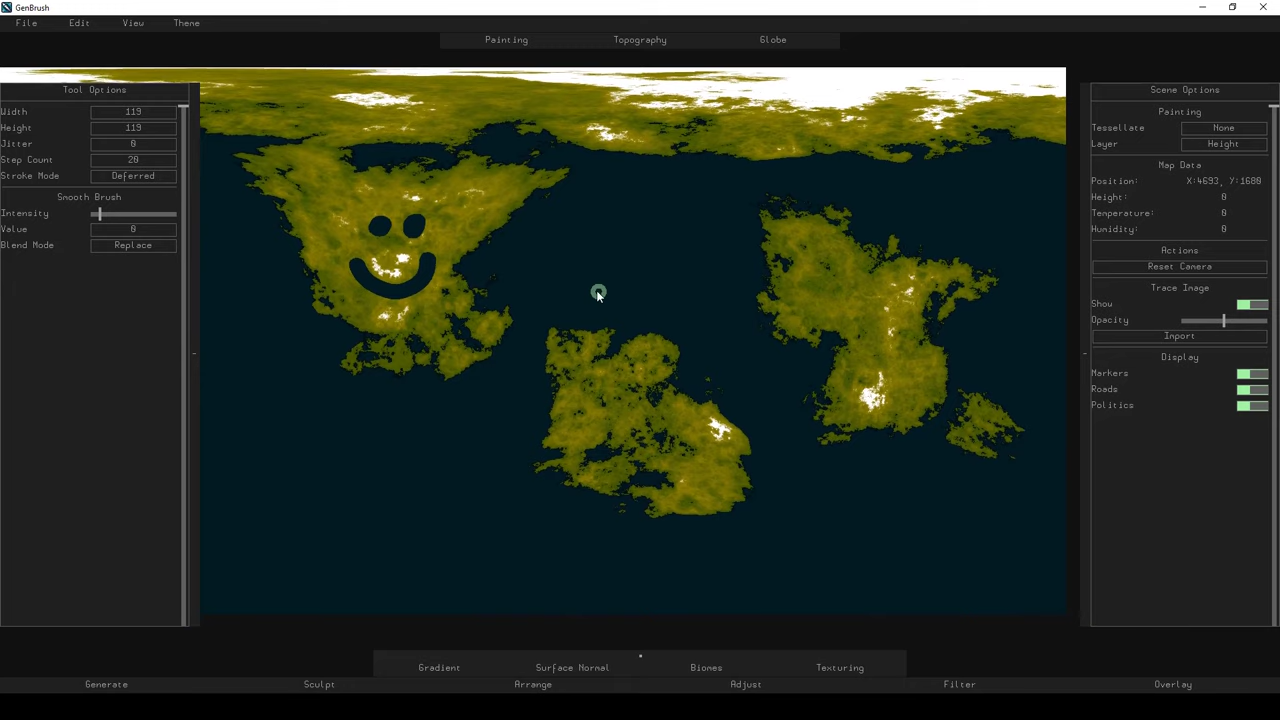 GenBrush
File Edit View Theme
Painting Topography Globe
Tool Options
Width 119
Height 119
Jitter 0
Step Count 20
Stroke Mode Deferred
Smooth Brush
Intensity
Value 0
Blend Mode Replace
Scene Options
Painting
Tessellate None
Layer Height
Map Data
Position: X:4693, Y:1680
Height: 0
Temperature: 0
Humidity: 0
Actions
Reset Camera
Trace Image
Show
Opacity
Import
Display
Markers
Roads
Politics
Gradient Surface Normal Biomes Texturing
Generate Sculpt Arrange Adjust Filter Overlay